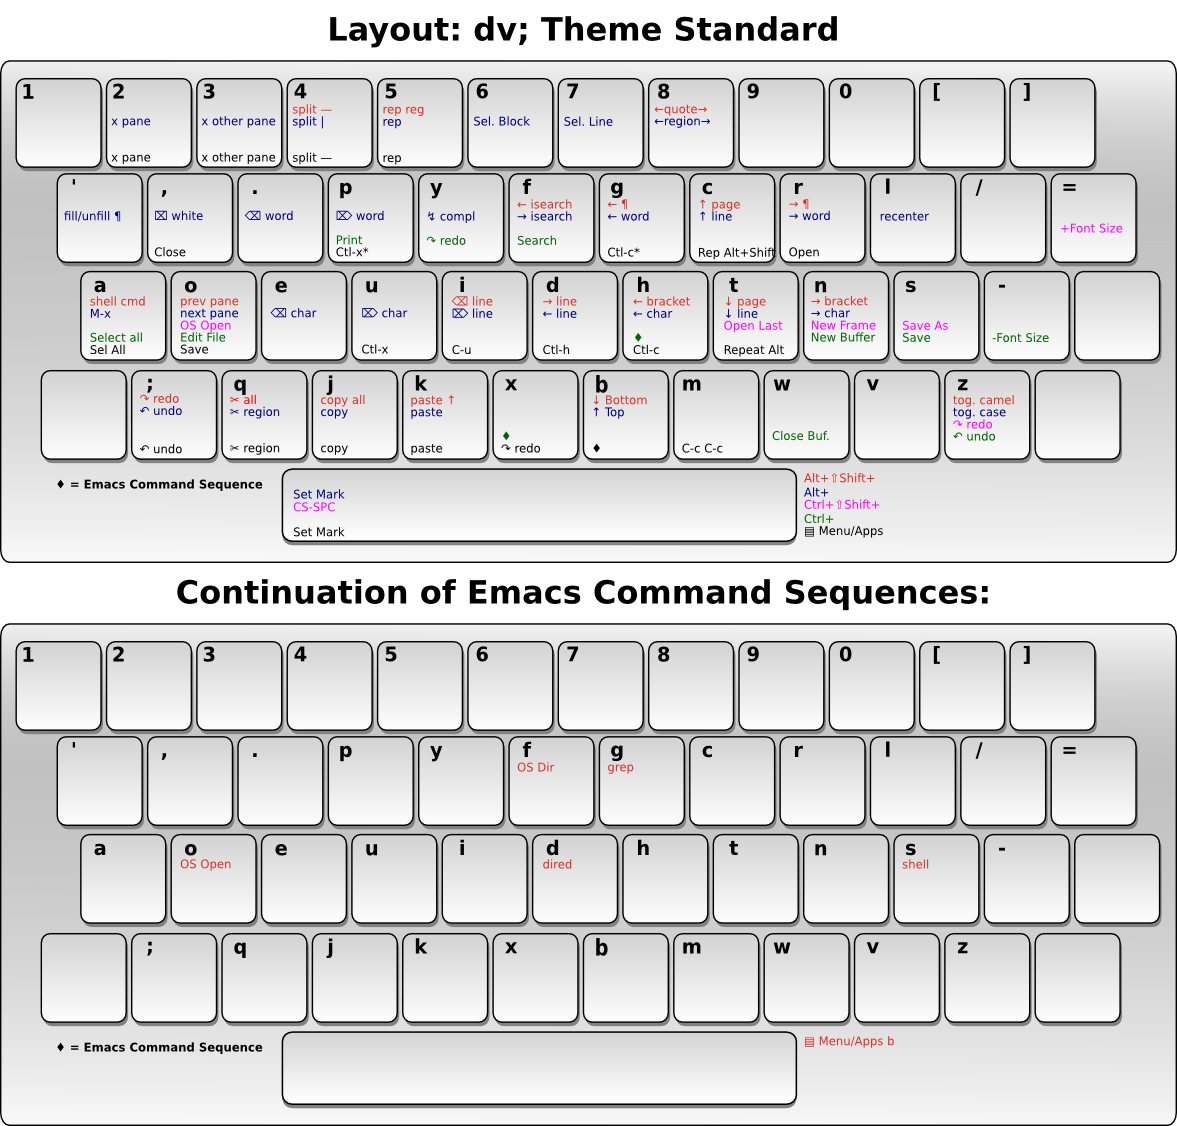 Layout: dv; Theme Standard
1
2
x pane
x pane
3
x other pane
x other pane
4
split —
split |
split —
5
rep reg
rep
rep
6
Sel. Block
7
Sel. Line
8
←quote→
←region→
9
0
[
]
'
fill/unfill ¶
,
⌧ white
Close
.
⌫ word
p
⌦ word
Print
Ctl-x*
y
↯ compl
↷ redo
f
← isearch
→ isearch
Search
g
← ¶
← word
Ctl-c*
c
↑ page
↑ line
Rep Alt+Shift
r
→ ¶
→ word
Open
l
recenter
/
=
+Font Size
a
shell cmd
M-x
Select all
Sel All
o
prev pane
next pane
OS Open
Edit File
Save
e
⌫ char
u
⌦ char
Ctl-x
i
⌫ line
⌦ line
C-u
d
→ line
← line
Ctl-h
h
← bracket
← char
♦
Ctl-c
t
↓ page
↓ line
Open Last
Repeat Alt
n
→ bracket
→ char
New Frame
New Buffer
s
Save As
Save
-
-Font Size
;
↷ redo
↶ undo
↶ undo
q
✂ all
✂ region
✂ region
j
copy all
copy
copy
k
paste ↑
paste
paste
x
♦
↷ redo
b
↓ Bottom
↑ Top
♦
m
C-c C-c
w
Close Buf.
v
z
tog. camel
tog. case
↷ redo
↶ undo
♦ = Emacs Command Sequence
Set Mark
CS-SPC
Set Mark
Alt+⇧Shift+
Alt+
Ctrl+⇧Shift+
Ctrl+
▤ Menu/Apps
Continuation of Emacs Command Sequences:
1
2
3
4
5
6
7
8
9
0
[
]
'
,
.
p
y
f
OS Dir
g
grep
c
r
l
/
=
a
o
OS Open
e
u
i
d
dired
h
t
n
s
shell
-
;
q
j
k
x
b
m
w
v
z
♦ = Emacs Command Sequence
▤ Menu/Apps b